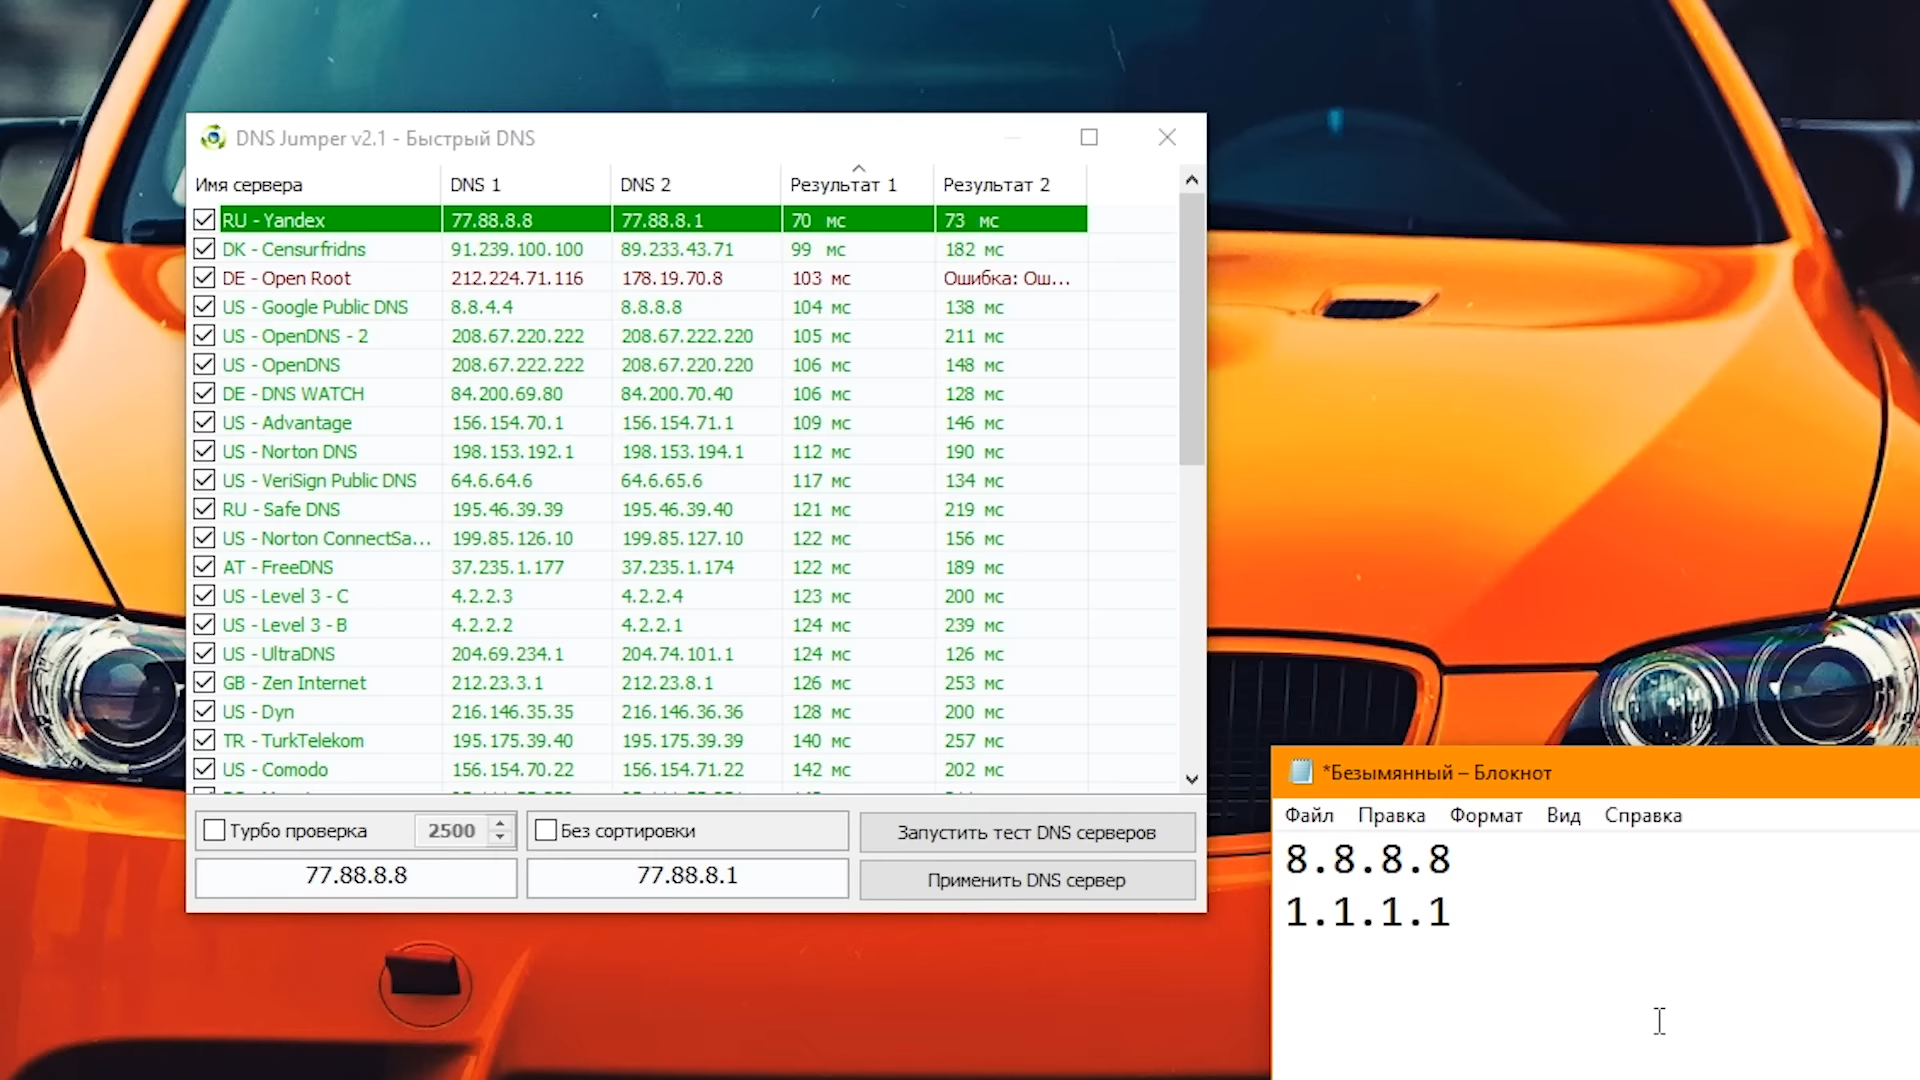 DNS Jumper v2.1 - Быстрый DNS
Имя сервера DNS 1 DNS 2 Результат 1 Результат 2
RU - Yandex 77.88.8.8 77.88.8.1 70 мс 73 мс
DK - Censurfridns 91.239.100.100 89.233.43.71 99 мс 182 мс
DE - Open Root 212.224.71.116 178.19.70.8 103 мс Ошибка: Ош...
US - Google Public DNS 8.8.4.4 8.8.8.8 104 мс 138 мс
US - OpenDNS - 2 208.67.220.222 208.67.222.220 105 мс 211 мс
US - OpenDNS 208.67.222.222 208.67.220.220 106 мс 148 мс
DE - DNS WATCH 84.200.69.80 84.200.70.40 106 мс 128 мс
US - Advantage 156.154.70.1 156.154.71.1 109 мс 146 мс
US - Norton DNS 198.153.192.1 198.153.194.1 112 мс 190 мс
US - VeriSign Public DNS 64.6.64.6 64.6.65.6 117 мс 134 мс
RU - Safe DNS 195.46.39.39 195.46.39.40 121 мс 219 мс
US - Norton ConnectSa... 199.85.126.10 199.85.127.10 122 мс 156 мс
AT - FreeDNS 37.235.1.177 37.235.1.174 122 мс 189 мс
US - Level 3 - C 4.2.2.3 4.2.2.4 123 мс 200 мс
US - Level 3 - B 4.2.2.2 4.2.2.1 124 мс 239 мс
US - UltraDNS 204.69.234.1 204.74.101.1 124 мс 126 мс
GB - Zen Internet 212.23.3.1 212.23.8.1 126 мс 253 мс
US - Dyn 216.146.35.35 216.146.36.36 128 мс 200 мс
TR - TurkTelekom 195.175.39.40 195.175.39.39 140 мс 257 мс
US - Comodo 156.154.70.22 156.154.71.22 142 мс 202 мс
Турбо проверка 2500 Без сортировки Запустить тест DNS серверов
77.88.8.8 77.88.8.1 Применить DNS сервер
*Безымянный – Блокнот
Файл Правка Формат Вид Справка
8.8.8.8
1.1.1.1